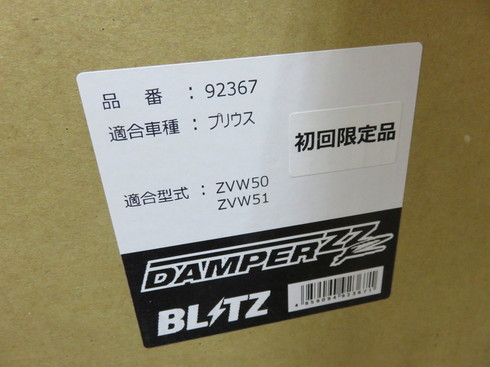 品 番 : 92367
適合車種 : プリウス
初回限定品
適合型式 : ZVW50
ZVW51
DAMPER ZZ-R
BLITZ